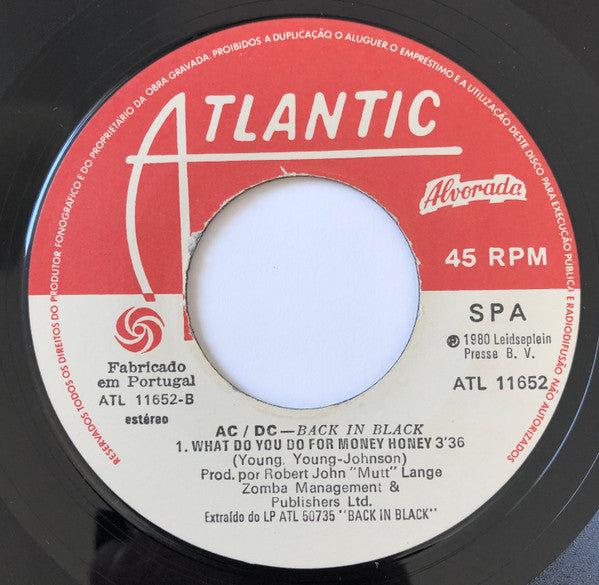 RESERVADOS TODOS OS DIREITOS DO PRODUTOR FONOGRÁFICO E DO PROPRIETARIO DA OBRA GRAVADA. PROIBIDOS A DUPLICAÇÃO, O ALUGUER, O EMPRESTIMO E A UTILIZAÇÃO DESTE DISCO PARA EXECUÇÃO PUBLICA E RADIODIFUSÃO NÃO AUTORIZADOS
ATLANTIC
Alvorada
45 RPM
SPA
℗ 1980 Leidseplein
Presse B. V.
ATL 11652
Fabricado
em Portugal
ATL 11652-B
estéreo
AC / DC—BACK IN BLACK
1. WHAT DO YOU DO FOR MONEY HONEY 3'36
(Young, Young-Johnson)
Prod. por Robert John "Mutt" Lange
Zomba Management &
Publishers Ltd.
Extraído do LP ATL 50735 "BACK IN BLACK"